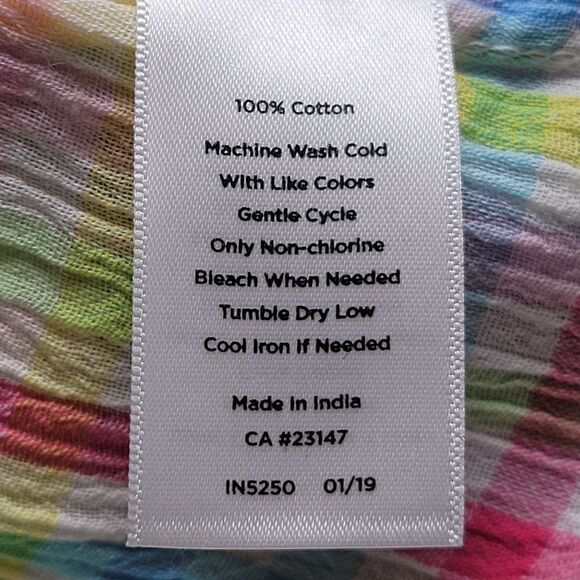 100% Cotton
Machine Wash Cold
With Like Colors
Gentle Cycle
Only Non-chlorine
Bleach When Needed
Tumble Dry Low
Cool Iron If Needed
Made In India
CA #23147
IN5250 01/19